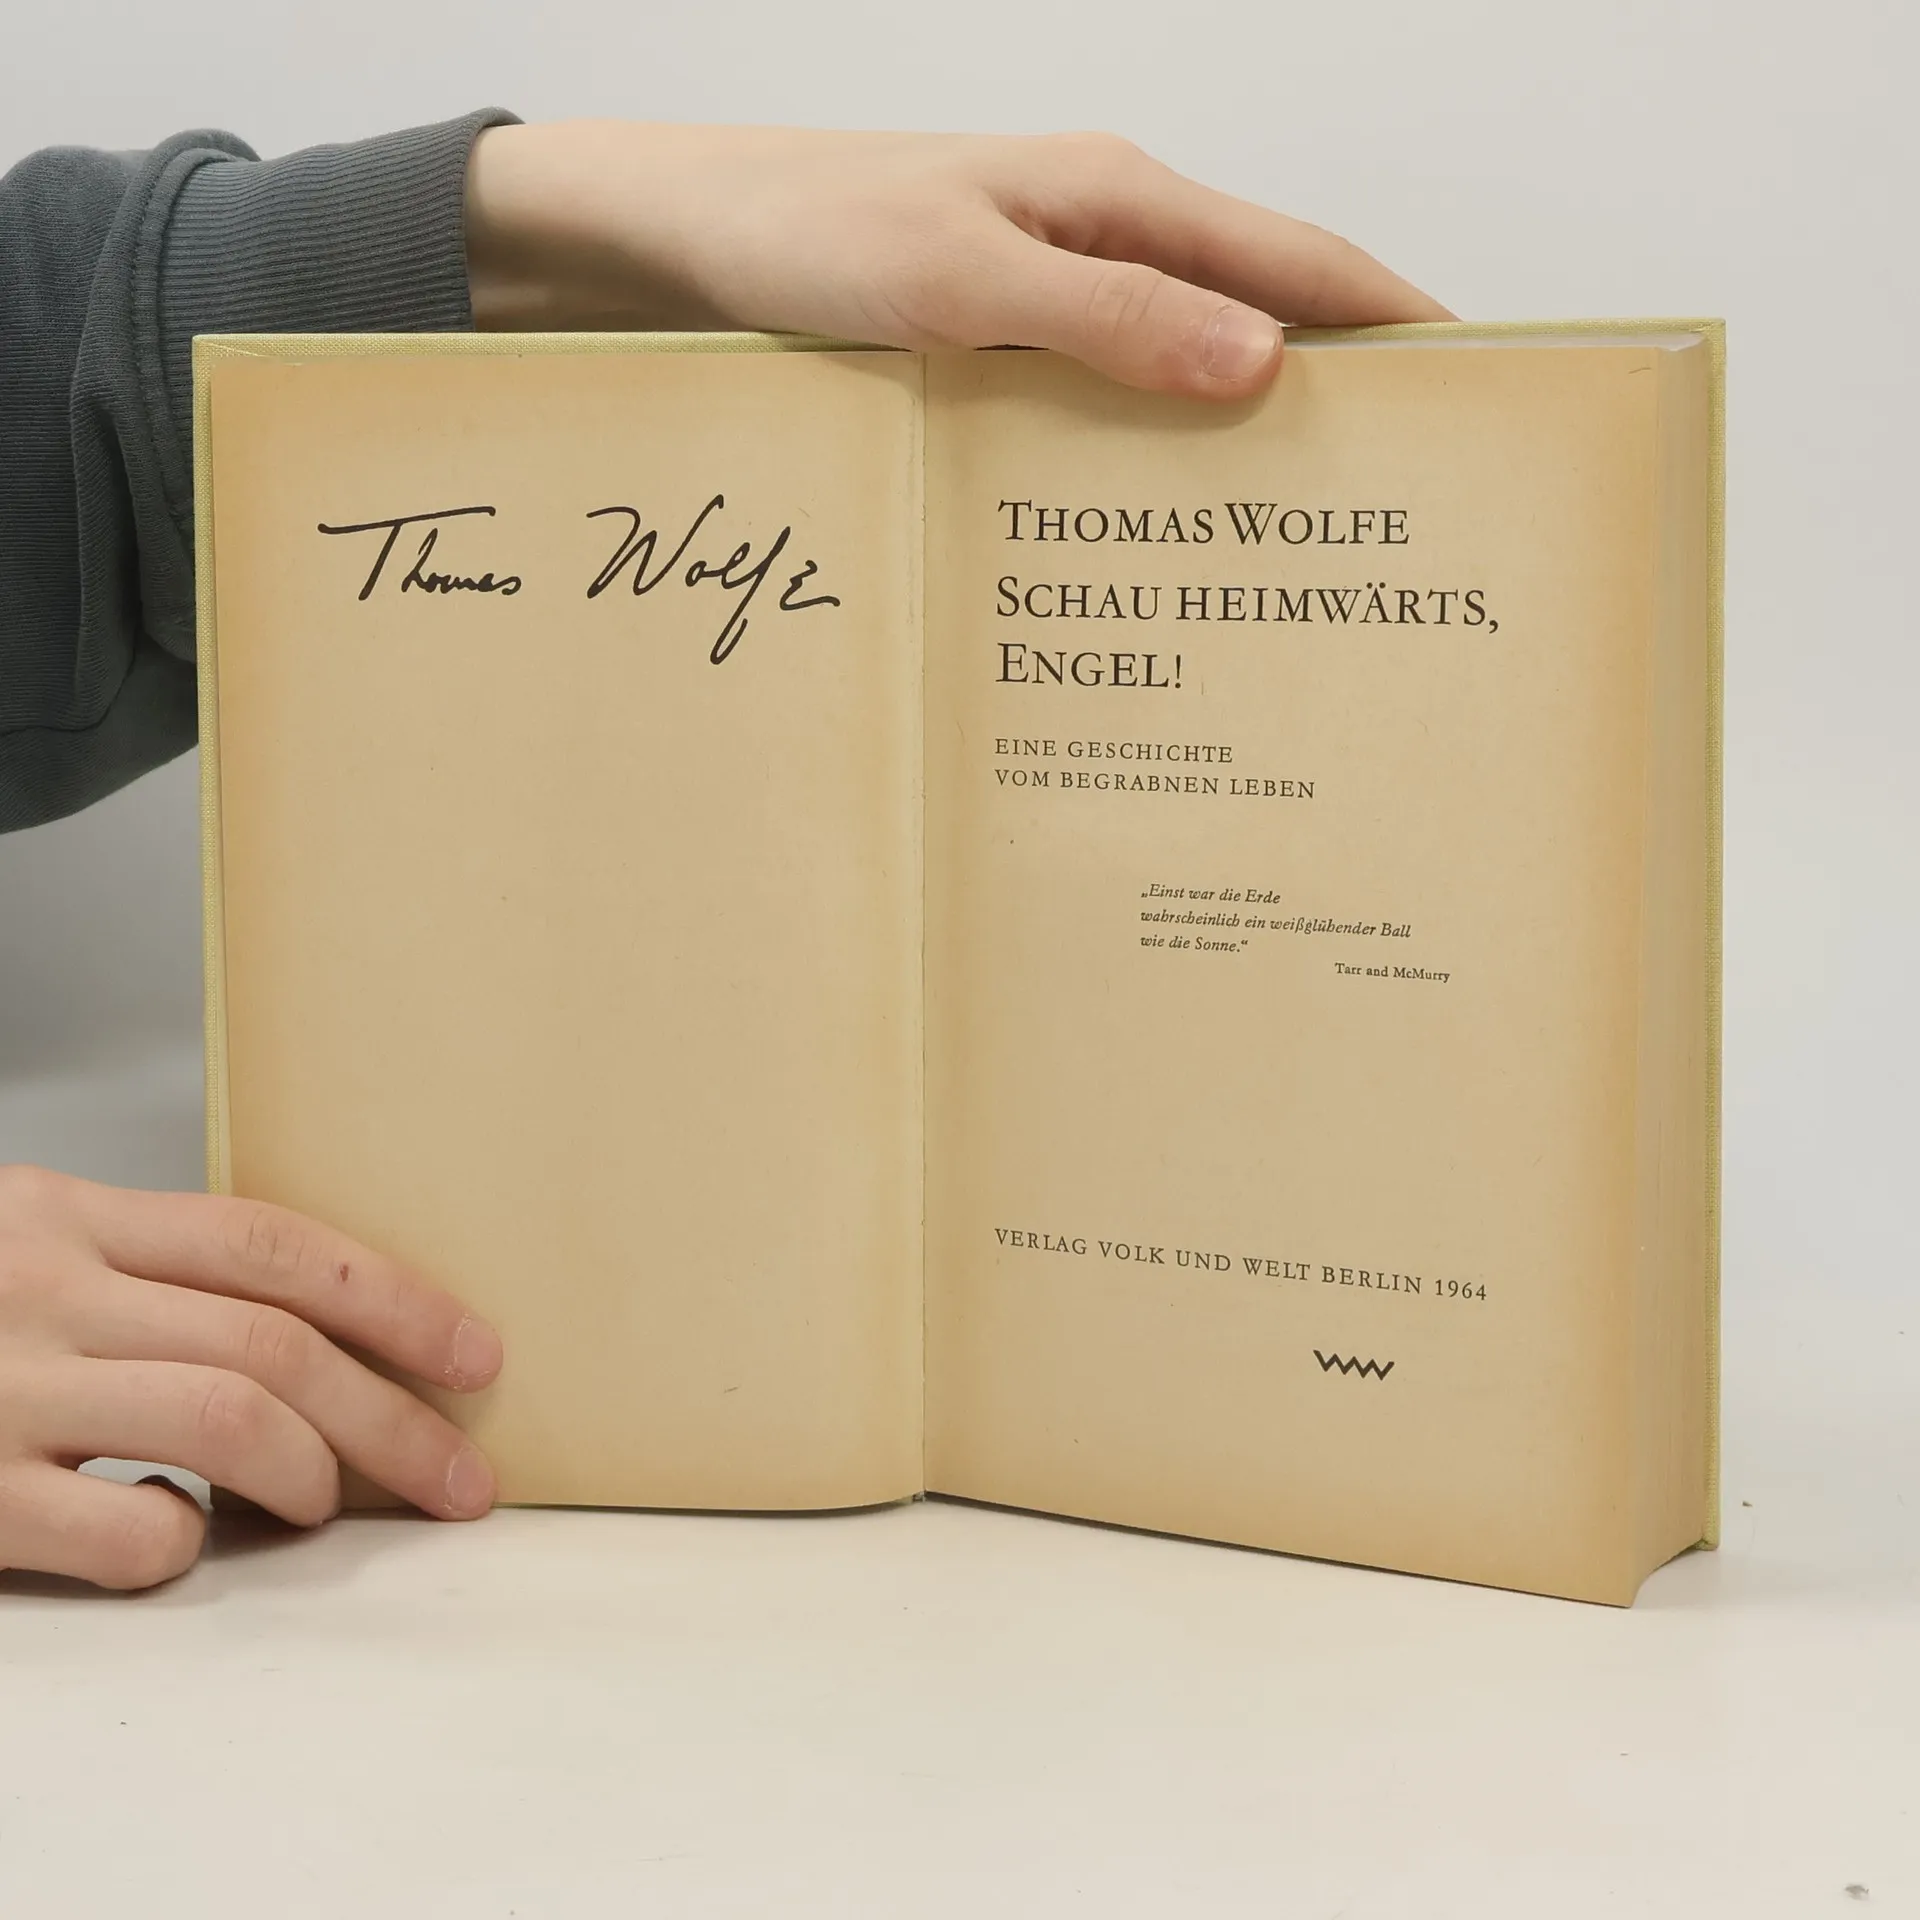 Thomas Wolfe
THOMAS WOLFE
SCHAU HEIMWÄRTS,
ENGEL!
EINE GESCHICHTE
VOM BEGRABNEN LEBEN
„Einst war die Erde
wahrscheinlich ein weißglühender Ball
wie die Sonne.“
Tarr and McMurry
VERLAG VOLK UND WELT BERLIN 1964